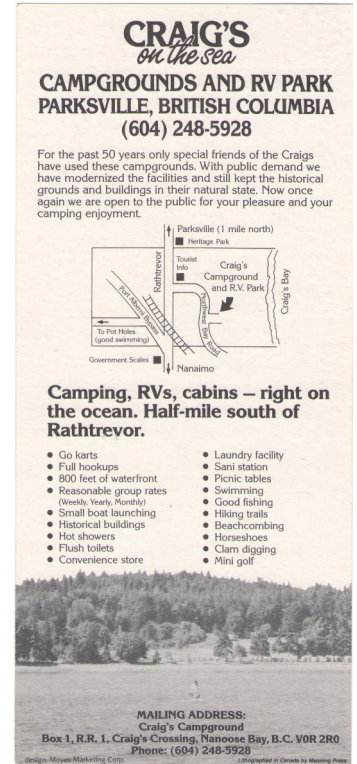 CRAIG'S
on the sea
CAMPGROUNDS AND RV PARK
PARKSVILLE, BRITISH COLUMBIA
(604) 248-5928
For the past 50 years only special friends of the Craigs
have used these campgrounds. With public demand we
have modernized the facilities and still kept the historical
grounds and buildings in their natural state. Now once
again we are open to the public for your pleasure and your
camping enjoyment.
Parksville (1 mile north)
Heritage Park
Rathtrevor
Tourist
Info
Craig's
Campground
and R.V. Park
Craig's Bay
Port Alberni Bypass
Northwest Bay Road
To Pot Holes
(good swimming)
Government Scales
Nanaimo
Camping, RVs, cabins – right on
the ocean. Half-mile south of
Rathtrevor.
• Go karts
• Full hookups
• 800 feet of waterfront
• Reasonable group rates
(Weekly, Yearly, Monthly)
• Small boat launching
• Historical buildings
• Hot showers
• Flush toilets
• Convenience store
• Laundry facility
• Sani station
• Picnic tables
• Swimming
• Good fishing
• Hiking trails
• Beachcombing
• Horseshoes
• Clam digging
• Mini golf
MAILING ADDRESS:
Craig's Campground
Box 1, R.R. 1, Craig's Crossing, Nanoose Bay, B.C. V0R 2R0
Phone: (604) 248-5928
design: Moves Marketing Corp.
Lithographed in Canada by Manning Press